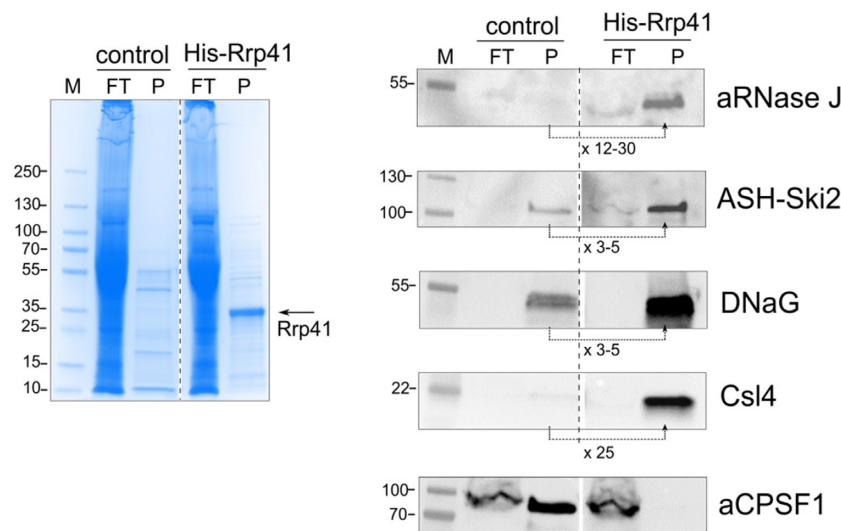 control His-Rrp41
M FT P FT P
250-
130-
100-
70-
55-
35-
25-
15-
10-
Rrp41
control His-Rrp41
M FT P FT P
55-
aRNase J
x 12-30
130-
100-
ASH-Ski2
x 3-5
55-
DNaG
x 3-5
22-
Csl4
x 25
100-
70-
aCPSF1